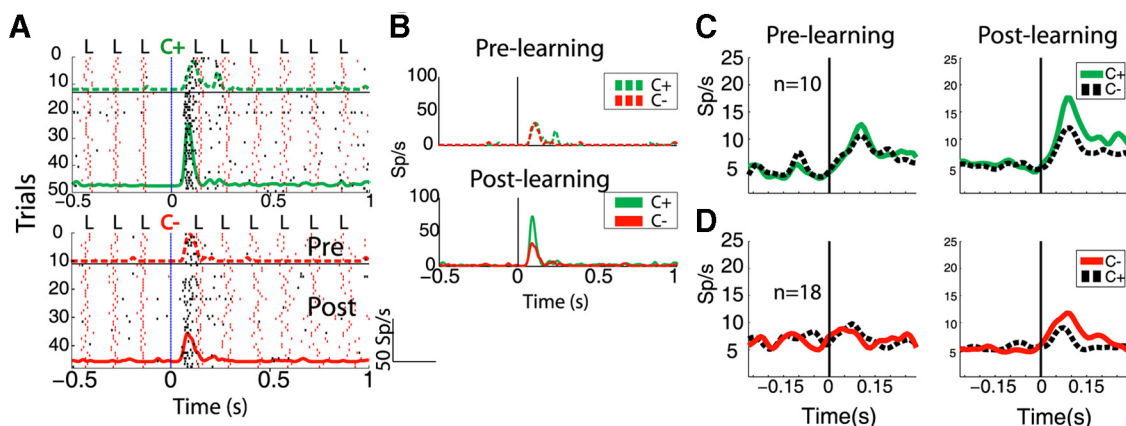 A
L L L C+ L L L L L L
0
10
20
30
40
50
Trials
-0.5 0 0.5 1
L L L C- L L L L L L
0
10
20
30
40
Pre
Post
50 Sp/s
-0.5 0 0.5 1
Time (s)
B
Pre-learning
100
50
0
Sp/s
C+
C-
Post-learning
100
50
0
C+
C-
-0.5 0 0.5 1
Time (s)
C
Pre-learning
Post-learning
25
20
15
10
5
Sp/s
n=10
25
20
15
10
5
C+
C-
D
25
20
15
10
5
Sp/s
n=18
-0.15 0 0.15
Time(s)
25
20
15
10
5
C-
C+
-0.15 0 0.15
Time(s)